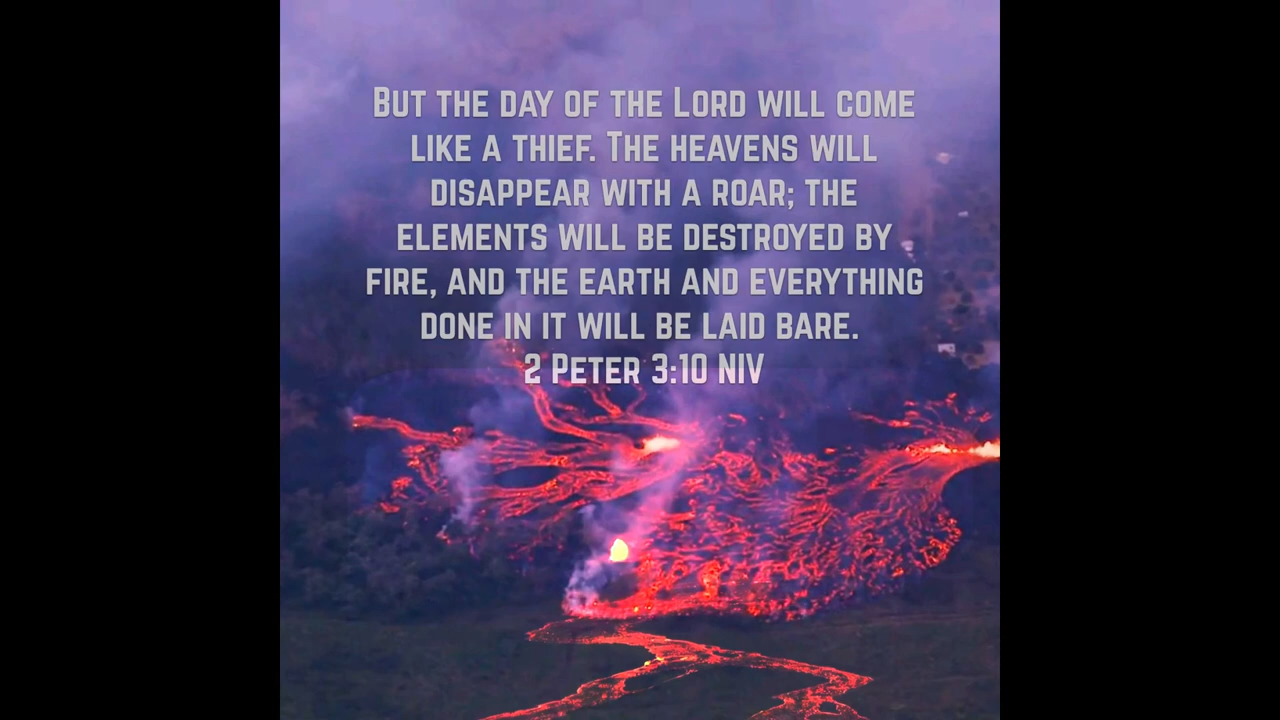 But the day of the Lord will come
like a thief. The heavens will
disappear with a roar; the
elements will be destroyed by
fire, and the earth and everything
done in it will be laid bare.
2 Peter 3:10 NIV